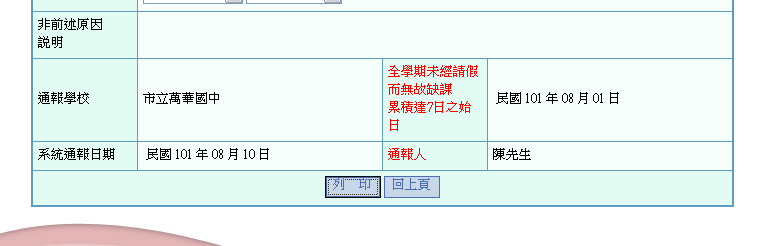 非前述原因
說明
全學期未經請假
而無故缺課
累積達7日之始
日
通報學校
市立萬華國中
民國 101 年 08 月 01 日
系統通報日期
民國 101 年 08 月 10 日
通報人
陳先生
列 印
回上頁